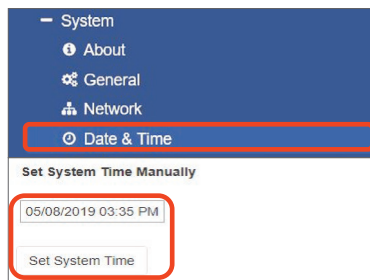 − System
About
General
Network
Date & Time
Set System Time Manually
05/08/2019 03:35 PM
Set System Time